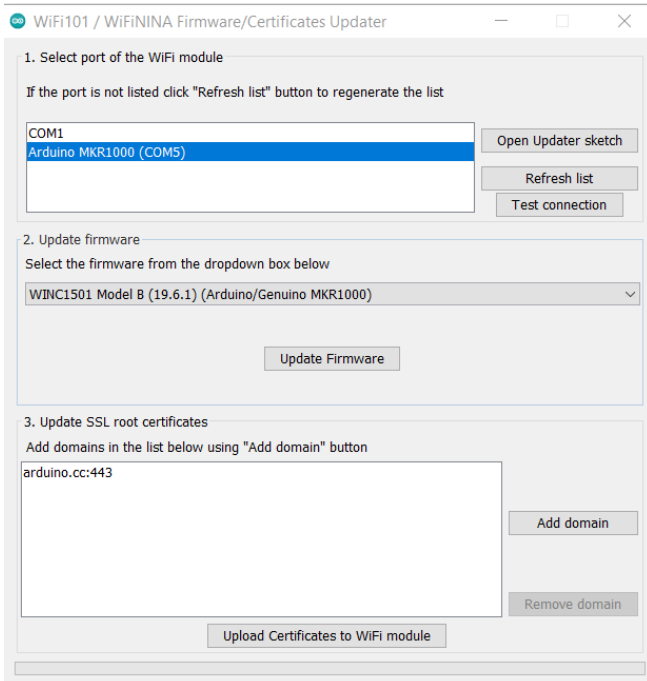 WiFi101 / WiFiNINA Firmware/Certificates Updater
1. Select port of the WiFi module
If the port is not listed click "Refresh list" button to regenerate the list
COM1
Arduino MKR1000 (COM5)
Open Updater sketch
Refresh list
Test connection
2. Update firmware
Select the firmware from the dropdown box below
WINC1501 Model B (19.6.1) (Arduino/Genuino MKR1000)
Update Firmware
3. Update SSL root certificates
Add domains in the list below using "Add domain" button
arduino.cc:443
Add domain
Remove domain
Upload Certificates to WiFi module